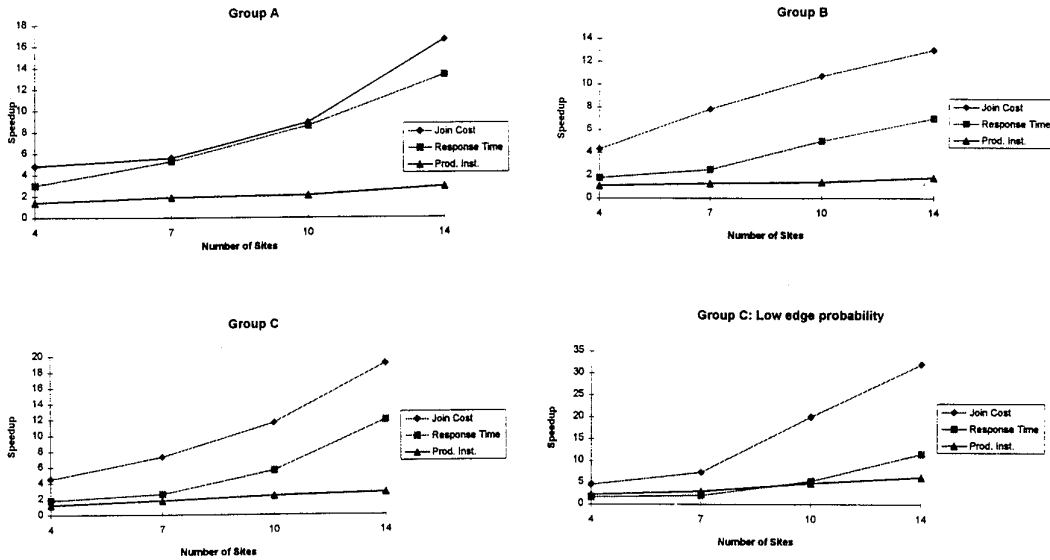 Group A
18
16
14
12
10
8
6
4
2
0
Speedup
4 7 10 14
Number of Sites
Join Cost
Response Time
Prod. Inst.
Group B
14
12
10
8
6
4
2
0
Speedup
4 7 10 14
Number of Sites
Join Cost
Response Time
Prod. Inst.
Group C
20
18
16
14
12
10
8
6
4
2
0
Speedup
4 7 10 14
Number of Sites
Join Cost
Response Time
Prod. Inst.
Group C: Low edge probability
35
30
25
20
15
10
5
0
Speedup
4 7 10 14
Number of Sites
Join Cost
Response Time
Prod. Inst.